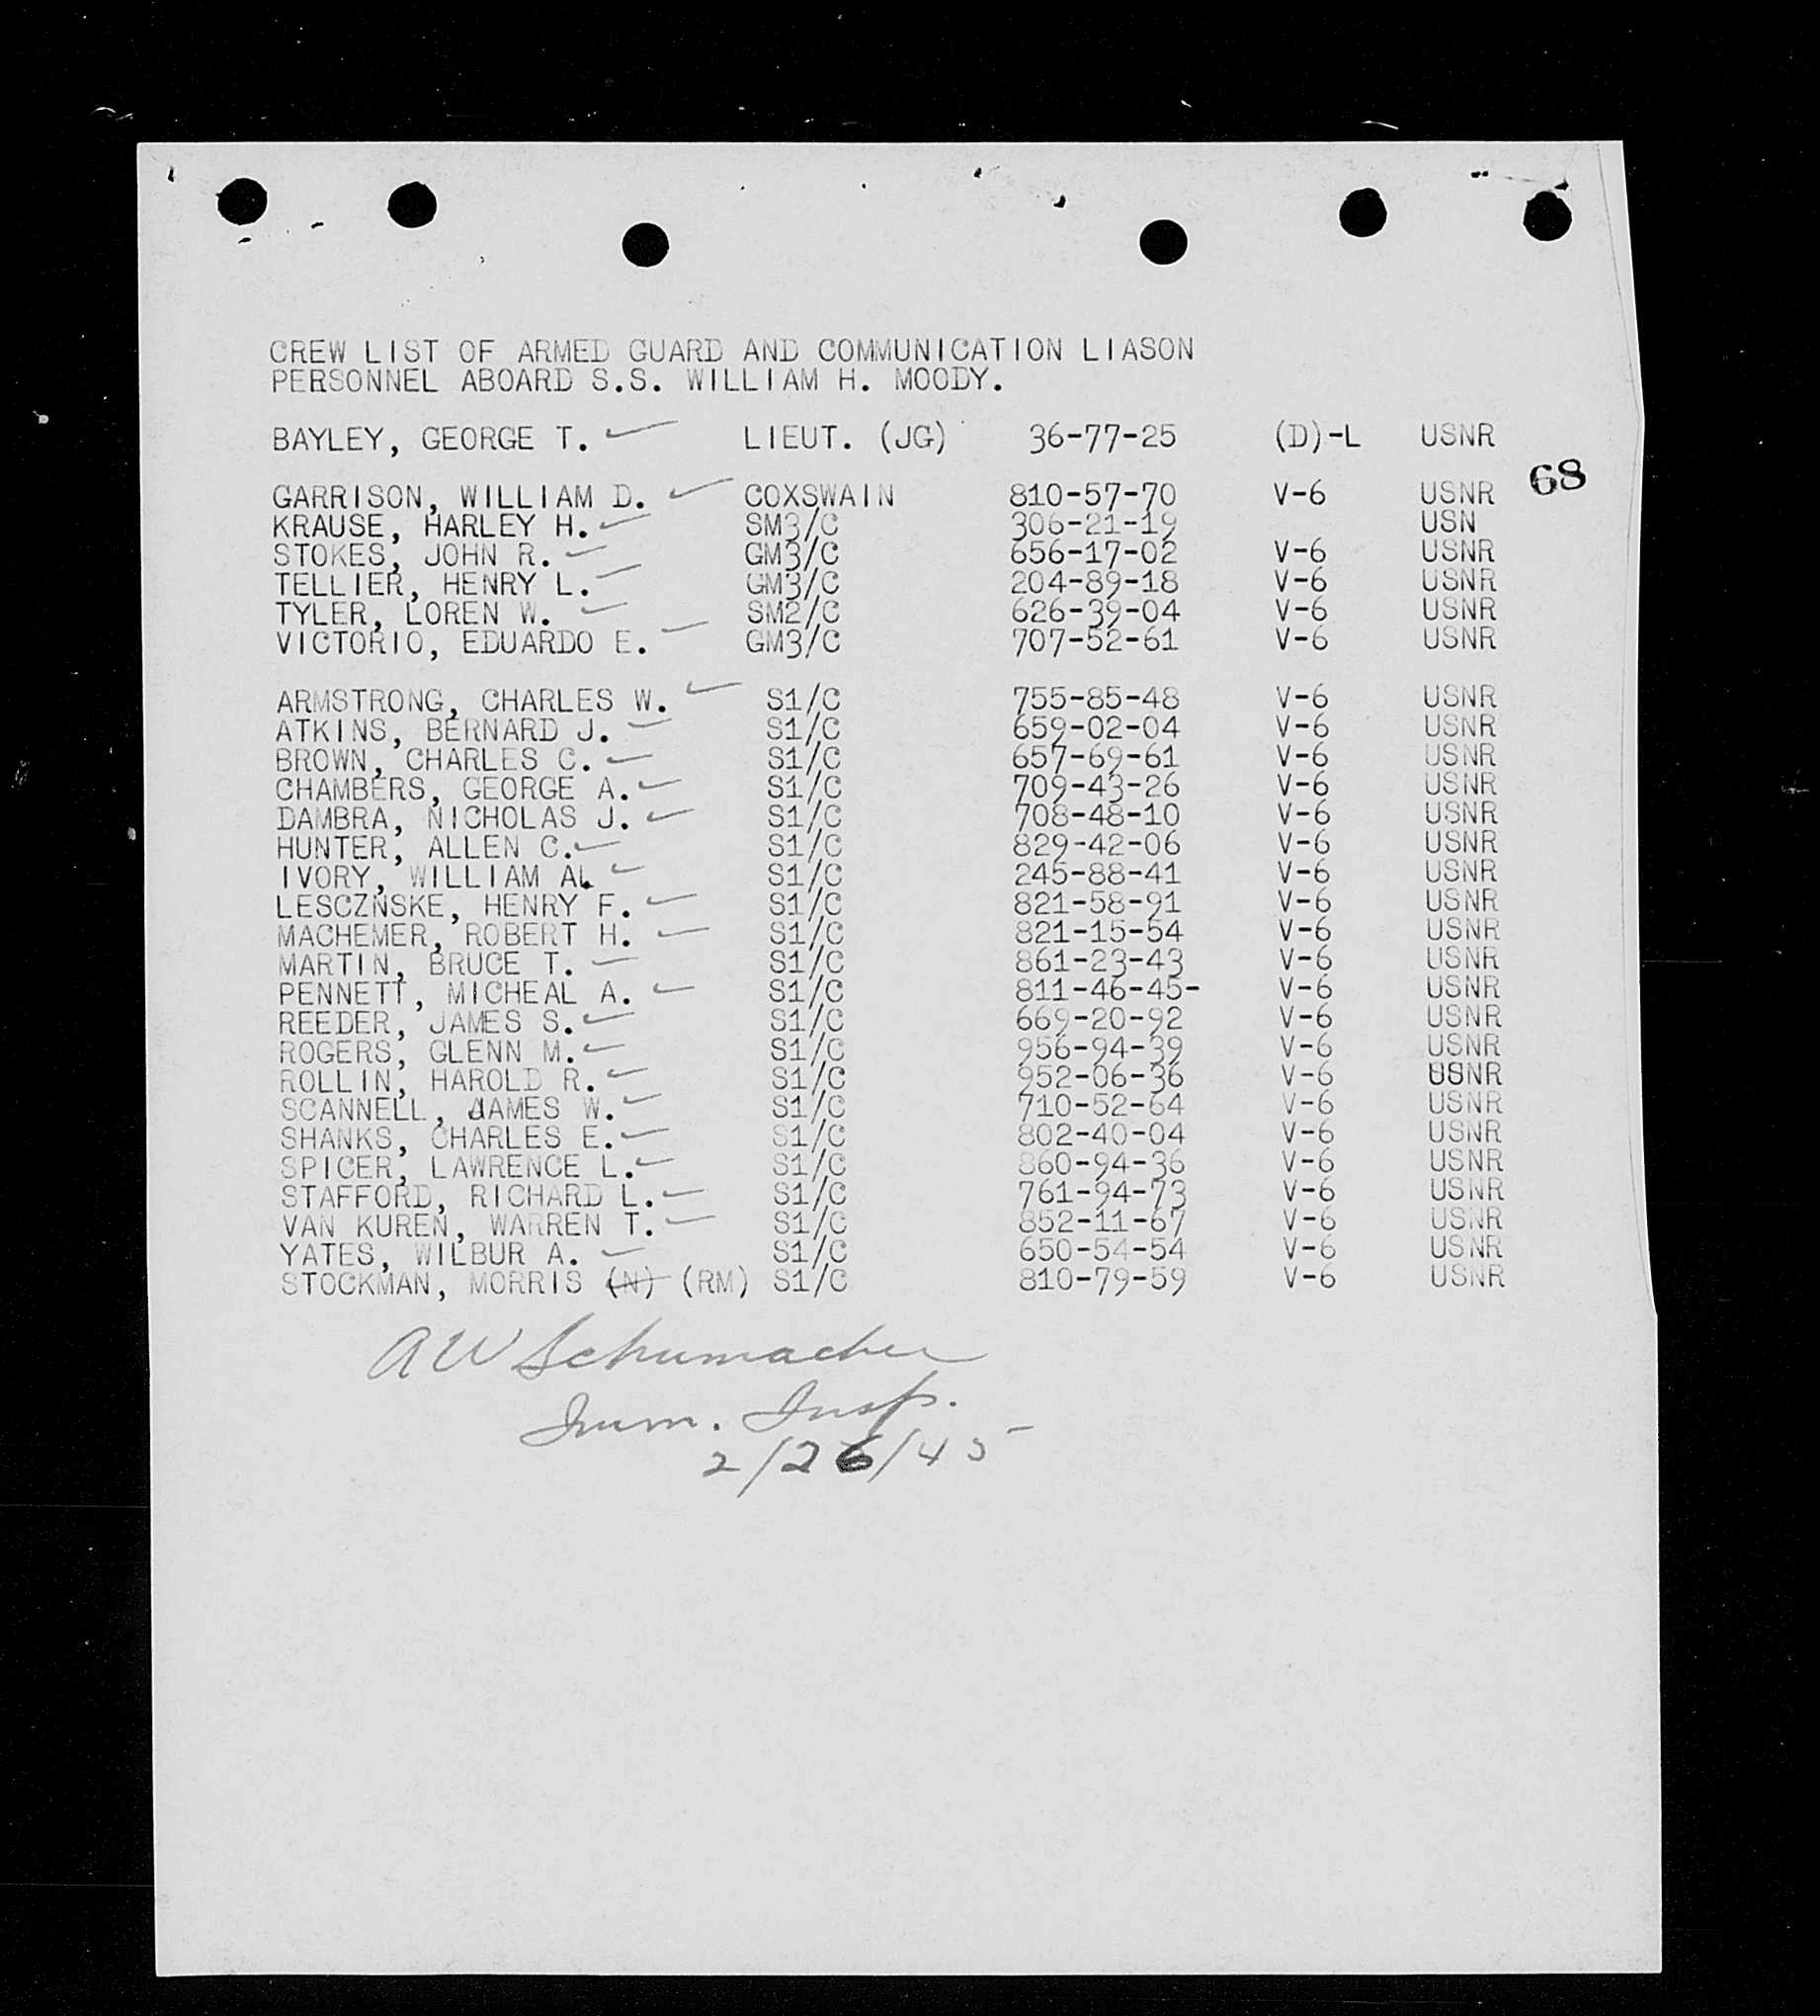 CREW LIST OF ARMED GUARD AND COMMUNICATION LIASON
PERSONNEL ABOARD S.S. WILLIAM H. MOODY.
BAYLEY, GEORGE T. LIEUT. (JG) 36-77-25 (D)-L USNR
68
GARRISON, WILLIAM D. COXSWAIN 810-57-70 V-6 USNR
KRAUSE, HARLEY H. SM3/C 306-21-19 USN
STOKES, JOHN R. GM3/C 656-17-02 V-6 USNR
TELLIER, HENRY L. GM3/C 204-89-18 V-6 USNR
TYLER, LOREN W. SM2/C 626-39-04 V-6 USNR
VICTORIO, EDUARDO E. GM3/C 707-52-61 V-6 USNR
ARMSTRONG, CHARLES W. S1/C 755-85-48 V-6 USNR
ATKINS, BERNARD J. S1/C 659-02-04 V-6 USNR
BROWN, CHARLES C. S1/C 657-69-61 V-6 USNR
CHAMBERS, GEORGE A. S1/C 709-43-26 V-6 USNR
DAMBRA, NICHOLAS J. S1/C 708-48-10 V-6 USNR
HUNTER, ALLEN C. S1/C 829-42-06 V-6 USNR
IVORY, WILLIAM AL S1/C 245-88-41 V-6 USNR
LESCZNSKE, HENRY F. S1/C 821-58-91 V-6 USNR
MACHEMER, ROBERT H. S1/C 821-15-54 V-6 USNR
MARTIN, BRUCE T. S1/C 861-23-43 V-6 USNR
PENNETT, MICHEAL A. S1/C 811-46-45- V-6 USNR
REEDER, JAMES S. S1/C 669-20-92 V-6 USNR
ROGERS, GLENN M. S1/C 956-94-39 V-6 USNR
ROLLIN, HAROLD R. S1/C 952-06-36 V-6 USNR
SCANNELL, JAMES W. S1/C 710-52-64 V-6 USNR
SHANKS, CHARLES E. S1/C 802-40-04 V-6 USNR
SPICER, LAWRENCE L. S1/C 860-94-36 V-6 USNR
STAFFORD, RICHARD L. S1/C 761-94-73 V-6 USNR
VAN KUREN, WARREN T. S1/C 852-11-67 V-6 USNR
YATES, WILBUR A. S1/C 650-54-54 V-6 USNR
STOCKMAN, MORRIS (N) (RM) S1/C 810-79-59 V-6 USNR
A W Schumacher
Imm. Insp.
2/26/45